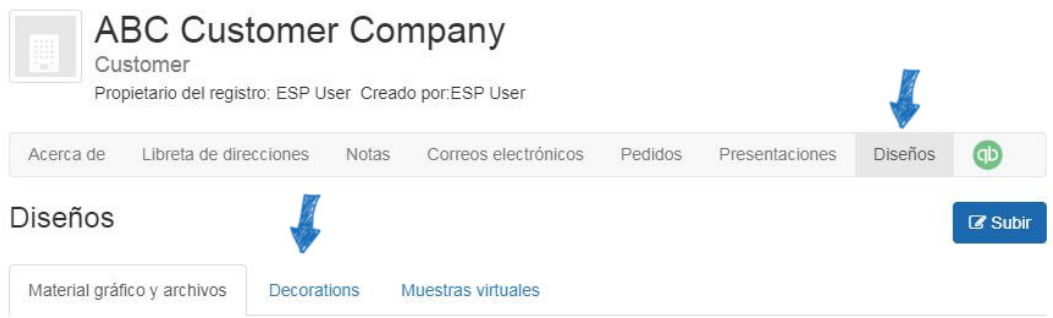 ABC Customer Company
Customer
Propietario del registro: ESP User Creado por:ESP User
Acerca de Libreta de direcciones Notas Correos electrónicos Pedidos Presentaciones Diseños qb
Diseños
Subir
Material gráfico y archivos Decorations Muestras virtuales